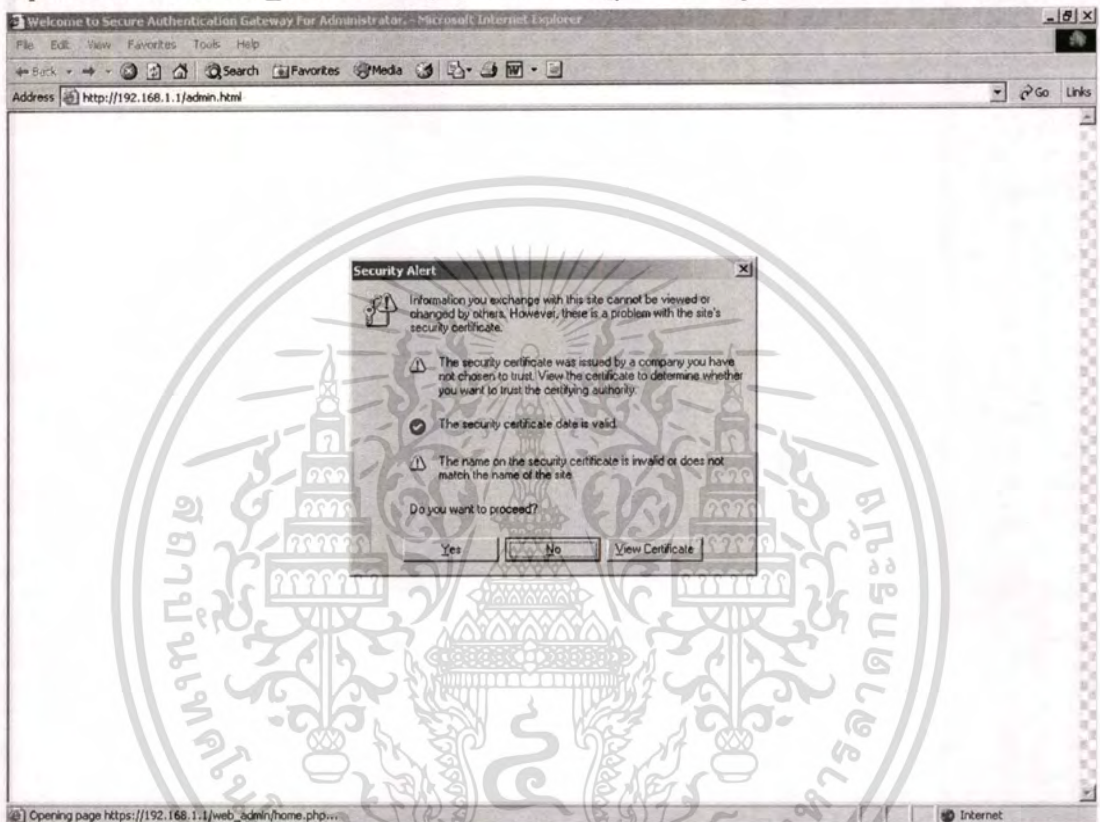 Welcome to Secure Authentication Gateway For Administrator. - Microsoft Internet Explorer
File Edit View Favorites Tools Help
Back Search Favorites Media
Address http://192.168.1.1/admin.html Go Links
Security Alert
Information you exchange with this site cannot be viewed or
changed by others. However, there is a problem with the site's
security certificate.
The security certificate was issued by a company you have
not chosen to trust. View the certificate to determine whether
you want to trust the certifying authority.
The security certificate date is valid.
The name on the security certificate is invalid or does not
match the name of the site
Do you want to proceed?
Yes No View Certificate
Opening page https://192.168.1.1/web_admin/home.php... Internet